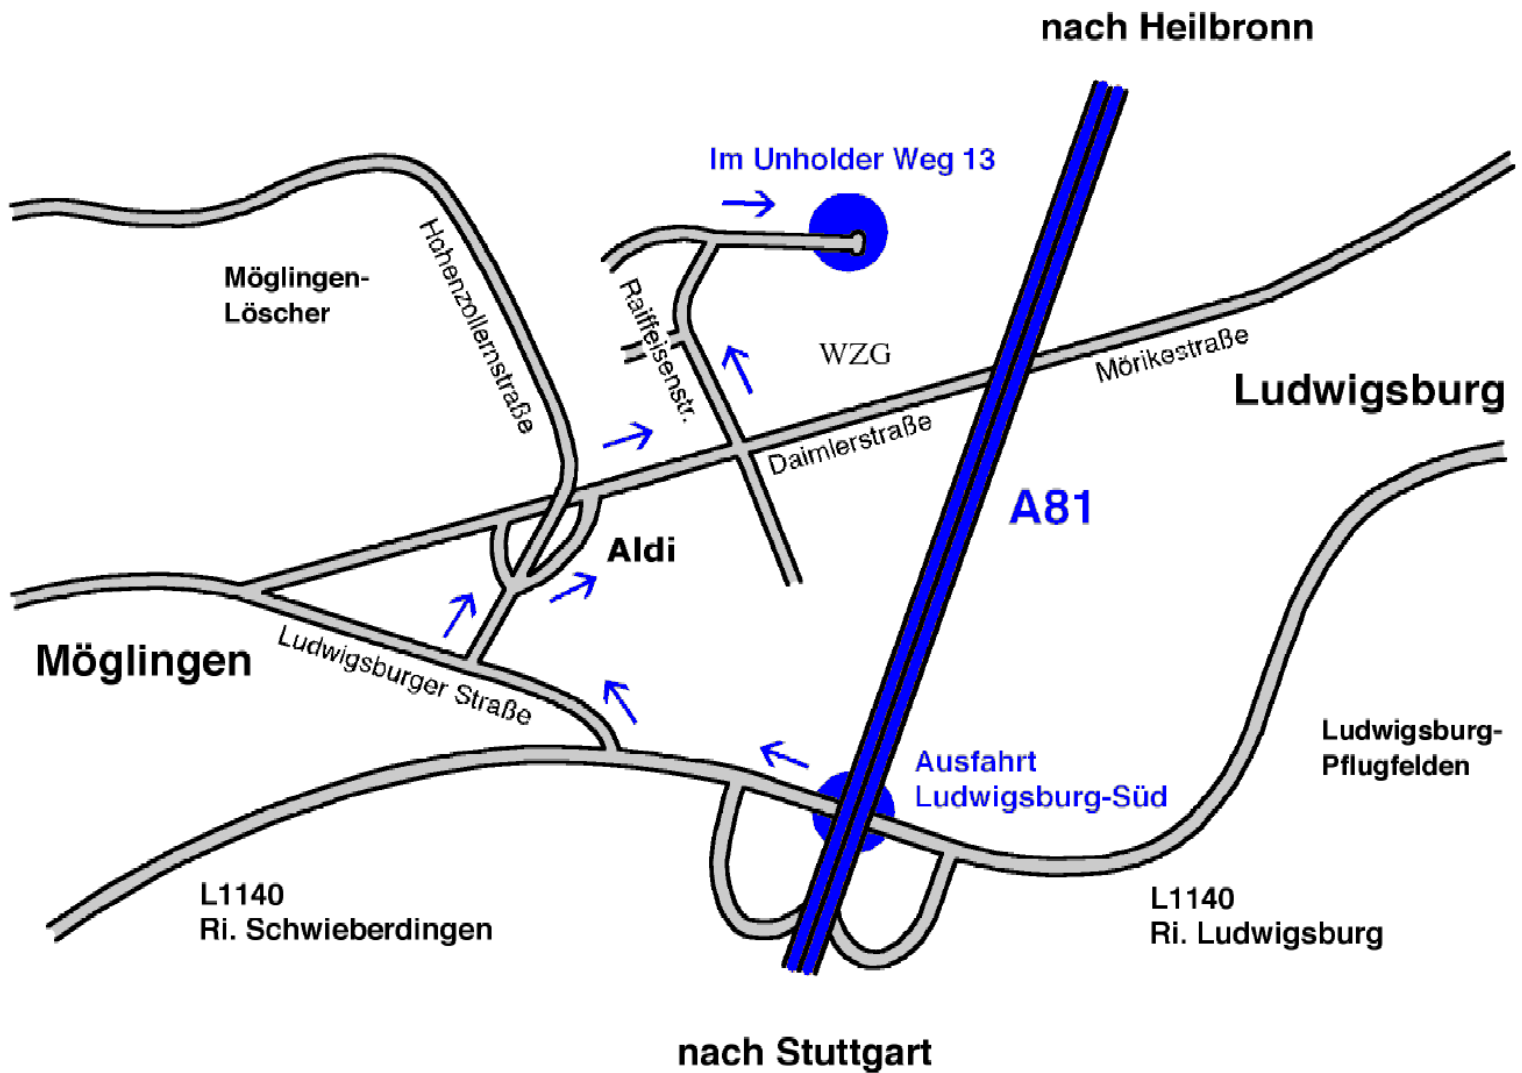 nach Heilbronn
Im Unholder Weg 13
Hohenzollernstraße
Möglingen-
Löscher
Raiffeisenstr.
WZG
Mörikestraße
Ludwigsburg
Daimlerstraße
A81
Aldi
Möglingen
Ludwigsburger Straße
Ludwigsburg-
Pflugfelden
Ausfahrt
Ludwigsburg-Süd
L1140
Ri. Schwieberdingen
L1140
Ri. Ludwigsburg
nach Stuttgart